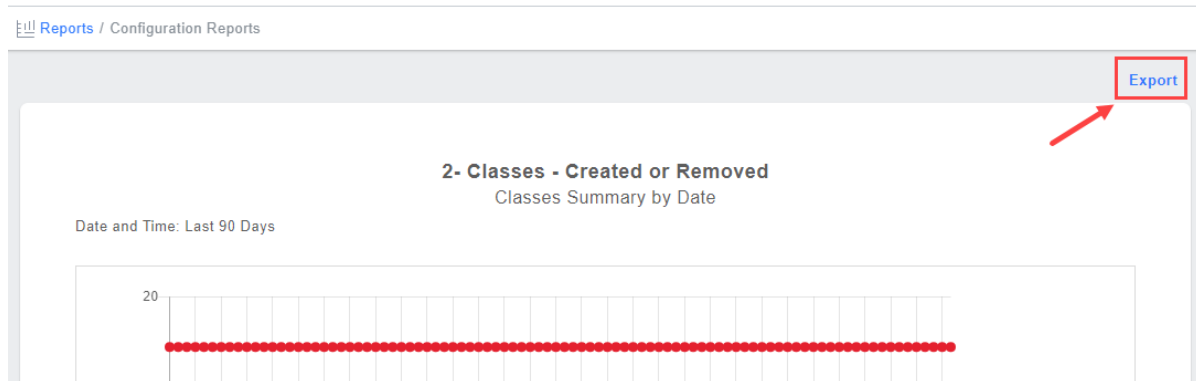 Reports / Configuration Reports
Export
2- Classes - Created or Removed
Classes Summary by Date
Date and Time: Last 90 Days
20